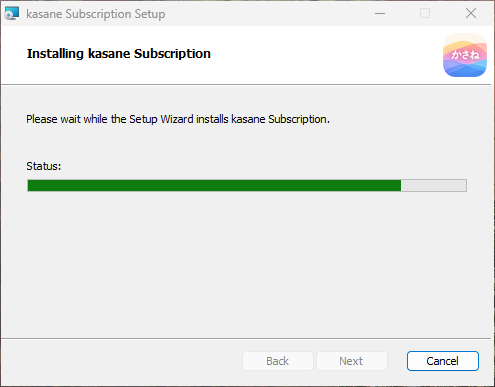 kasane Subscription Setup
Installing kasane Subscription
かさね
Please wait while the Setup Wizard installs kasane Subscription.
Status:
Back
Next
Cancel